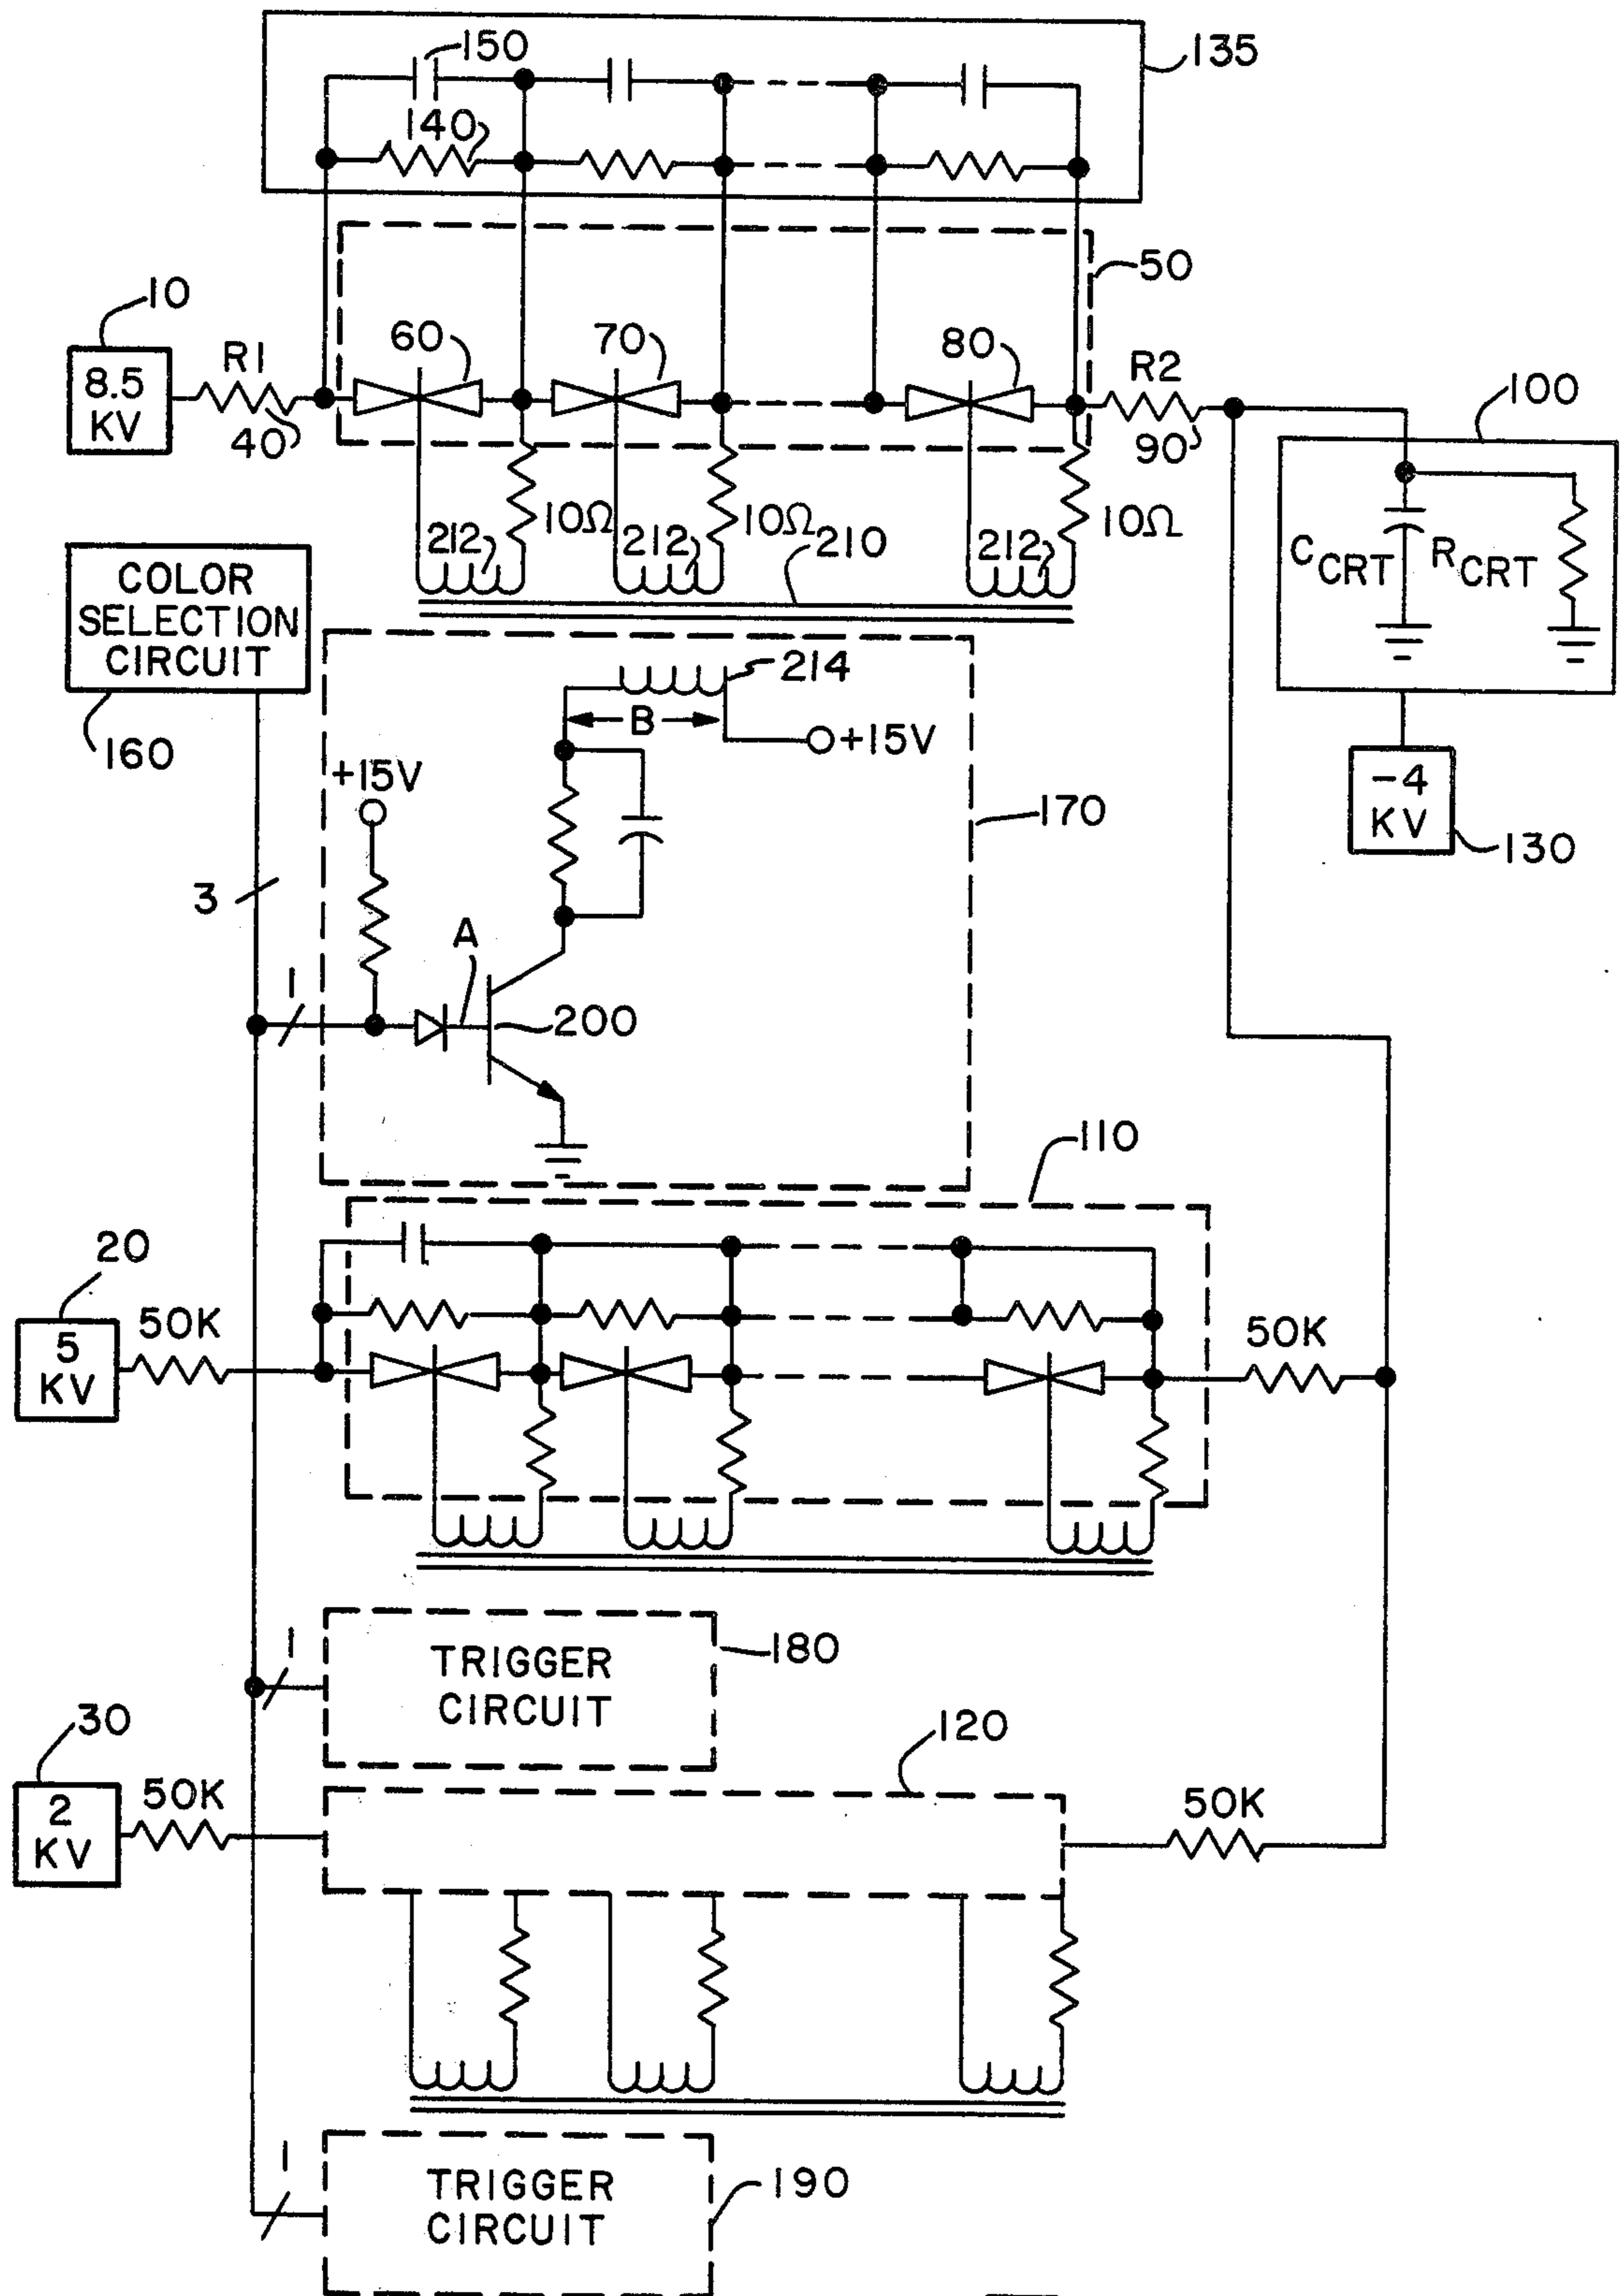 150
135
140
50
10
60
70
80
R1
R2
8.5
KV
100
40
90
10Ω
10Ω
10Ω
212
212
210
212
C CRT
R CRT
COLOR
SELECTION
CIRCUIT
214
B
+15V
160
+15V
-4
KV
170
130
3
A
1
200
110
20
50K
50K
5
KV
1
TRIGGER
CIRCUIT
180
30
120
50K
50K
2
KV
1
TRIGGER
CIRCUIT
190